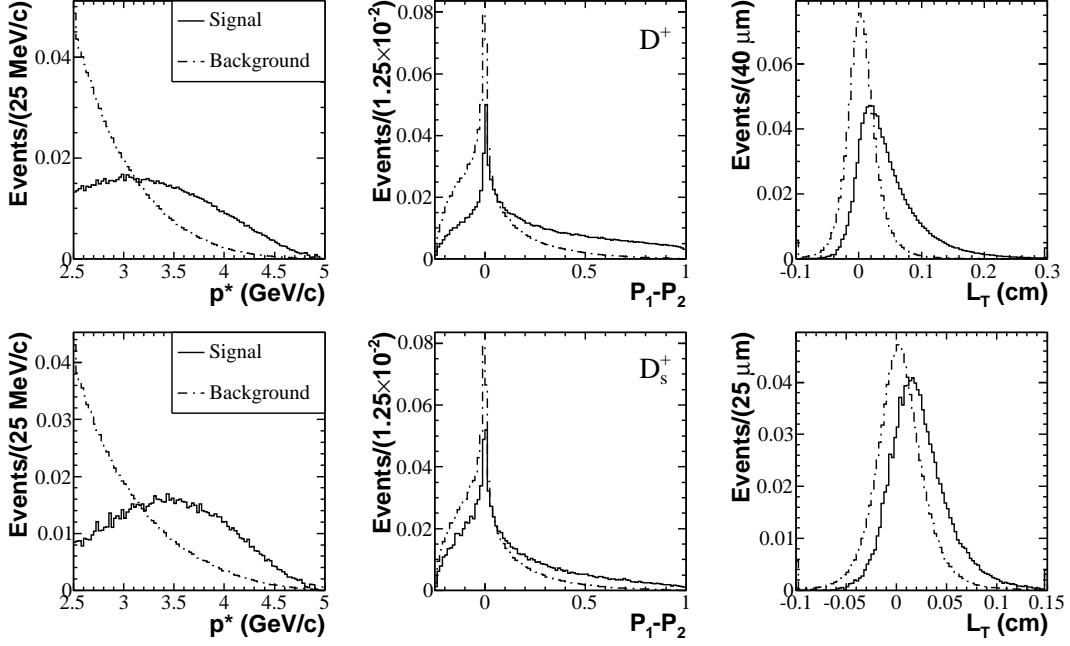 Events/(25 MeV/c)
0.04
0.02
0
2.5 3 3.5 4 4.5 5
p* (GeV/c)
Signal
Background
Events/(1.25×10-2)
0.08
0.06
0.04
0.02
0
0 0.5 1
P1-P2
D+
Events/(40 μm)
0.06
0.04
0.02
0
-0.1 0 0.1 0.2 0.3
LT (cm)
Events/(25 MeV/c)
0.04
0.03
0.02
0.01
0
2.5 3 3.5 4 4.5 5
p* (GeV/c)
Signal
Background
Events/(1.25×10-2)
0.08
0.06
0.04
0.02
0
0 0.5 1
P1-P2
Ds+
Events/(25 μm)
0.04
0.03
0.02
0.01
0
-0.1 -0.05 0 0.05 0.1 0.15
LT (cm)